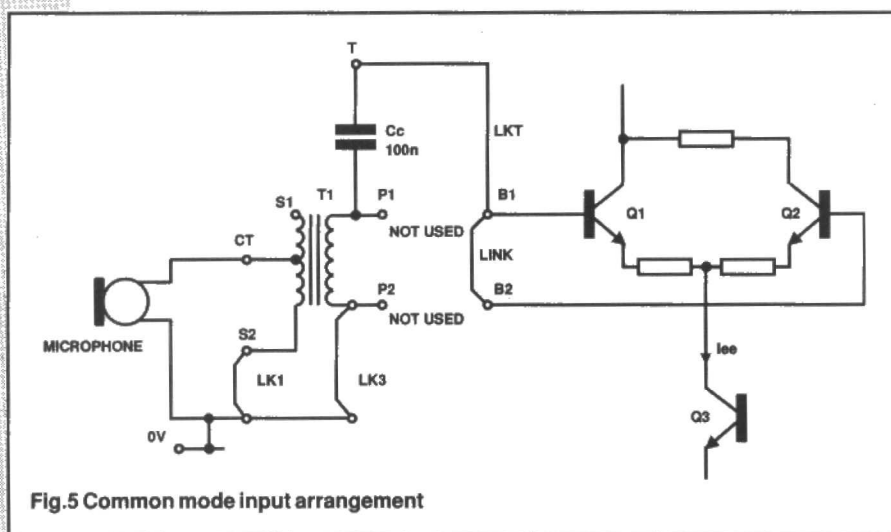 T
Cc
100n
LKT
S1
T1
P1
B1
NOT USED
Q1
Q2
CT
LINK
P2
B2
NOT USED
MICROPHONE
S2
LK1
LK3
Iee
Q3
0V
Fig.5 Common mode input arrangement